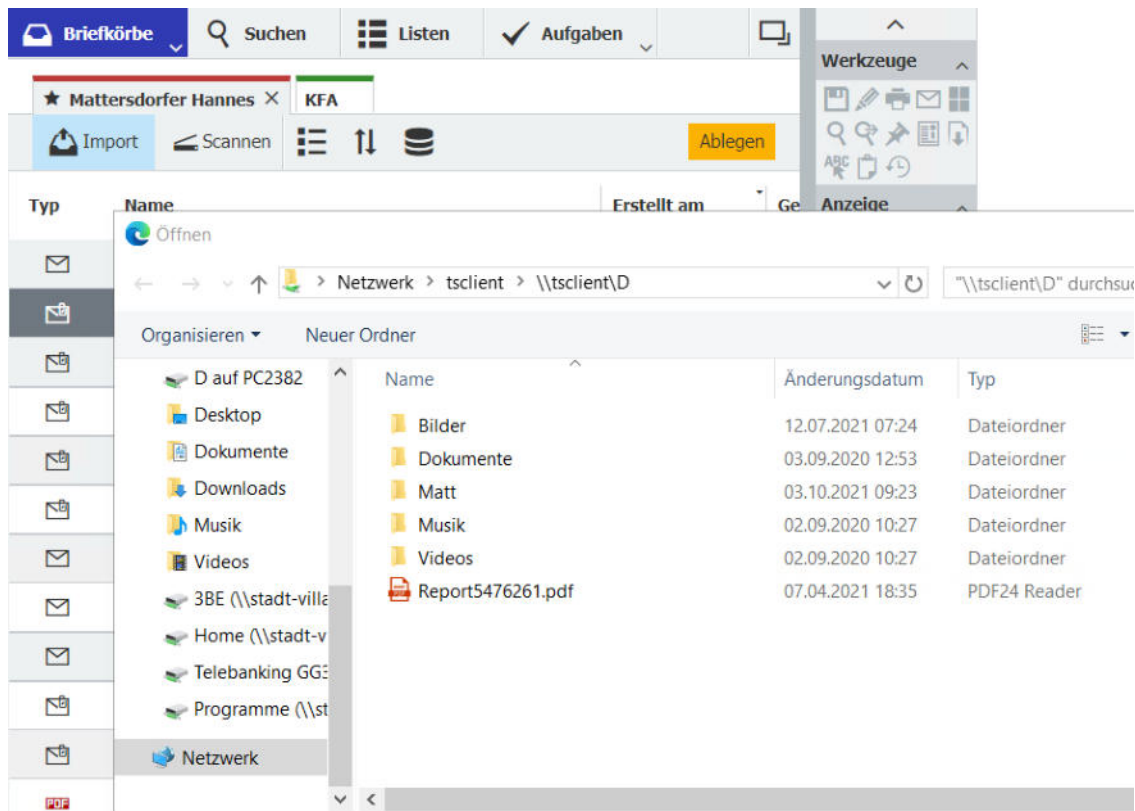 Briefkörbe Suchen Listen Aufgaben
Werkzeuge
Mattersdorfer Hannes KFA
Import Scannen Ablegen
ABC
Typ Name Erstellt am Ge Anzeige
Öffnen
Netzwerk > tsclient > \\tsclient\D "\\tsclient\D" durchsuc
Organisieren Neuer Ordner
Name Änderungsdatum Typ
D auf PC2382
Desktop
Dokumente
Downloads
Musik
Videos
3BE (\\stadt-villa
Home (\\stadt-v
Telebanking GG3
Programme (\\st
Netzwerk
Bilder 12.07.2021 07:24 Dateiordner
Dokumente 03.09.2020 12:53 Dateiordner
Matt 03.10.2021 09:23 Dateiordner
Musik 02.09.2020 10:27 Dateiordner
Videos 02.09.2020 10:27 Dateiordner
Report5476261.pdf 07.04.2021 18:35 PDF24 Reader
PDF